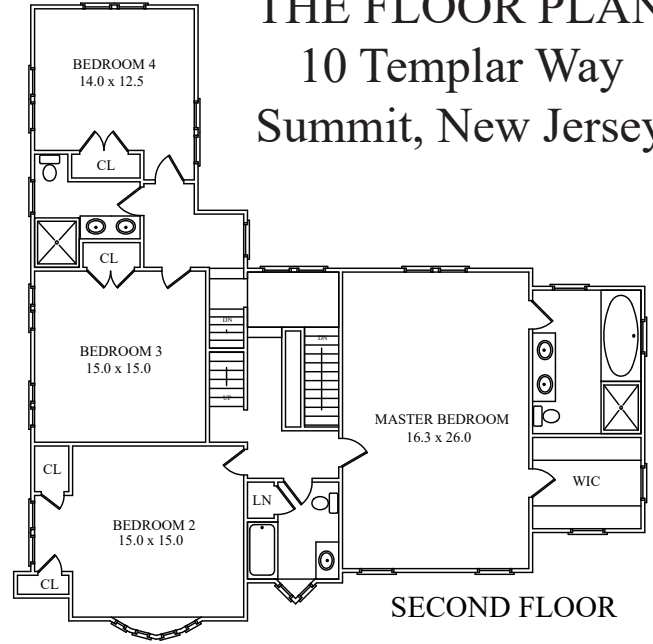 THE FLOOR PLAN
10 Templar Way
Summit, New Jersey
BEDROOM 4
14.0 x 12.5
CL
CL
BEDROOM 3
15.0 x 15.0
DN
UP
DN
MASTER BEDROOM
16.3 x 26.0
WIC
CL
LN
BEDROOM 2
15.0 x 15.0
CL
SECOND FLOOR